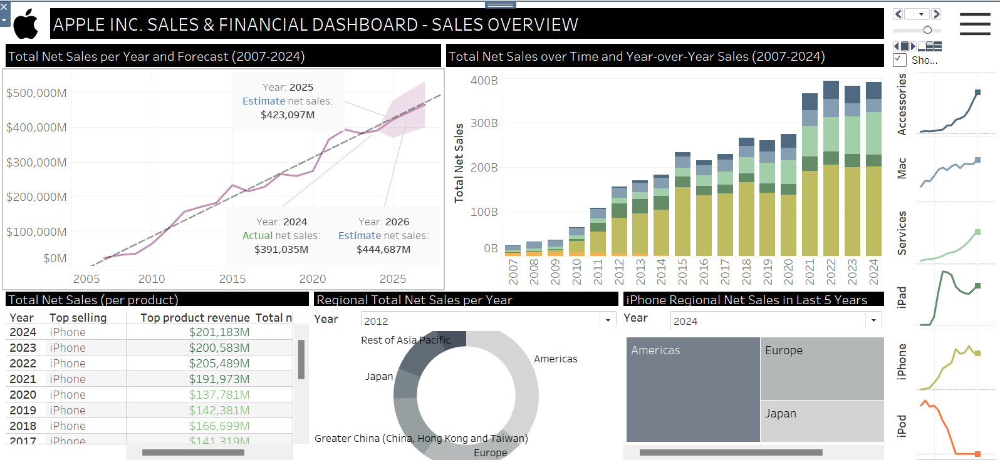 APPLE INC. SALES & FINANCIAL DASHBOARD - SALES OVERVIEW
Total Net Sales per Year and Forecast (2007-2024)
$500,000M
$400,000M
$300,000M
$200,000M
$100,000M
$0M
2005 2010 2015 2020 2025
Year: 2025
Estimate net sales:
$423,097M
Year: 2024
Actual net sales:
$391,035M
Year: 2026
Estimate net sales:
$444,687M
Total Net Sales over Time and Year-over-Year Sales (2007-2024)
Total Net Sales
400B
300B
200B
100B
0B
2007 2008 2009 2010 2011 2012 2013 2014 2015 2016 2017 2018 2019 2020 2021 2022 2023 2024
Sho...
Accessories
Mac
Services
iPad
iPhone
iPod
Total Net Sales (per product)
Year Top selling Top product revenue Total n
2024 iPhone $201,183M
2023 iPhone $200,583M
2022 iPhone $205,489M
2021 iPhone $191,973M
2020 iPhone $137,781M
2019 iPhone $142,381M
2018 iPhone $166,699M
2017 iPhone $141,319M
Regional Total Net Sales per Year
Year 2012
Rest of Asia Pacific
Americas
Japan
Greater China (China, Hong Kong and Taiwan)
Europe
iPhone Regional Net Sales in Last 5 Years
Year 2024
Americas
Europe
Japan